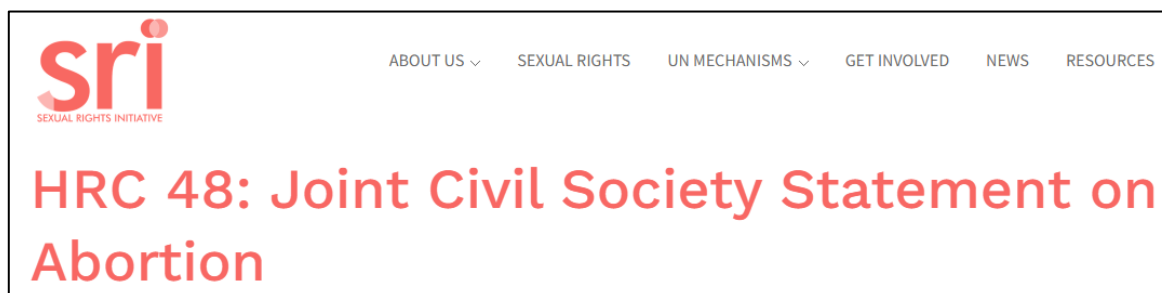 sri
SEXUAL RIGHTS INITIATIVE
ABOUT US SEXUAL RIGHTS UN MECHANISMS GET INVOLVED NEWS RESOURCES
HRC 48: Joint Civil Society Statement on
Abortion